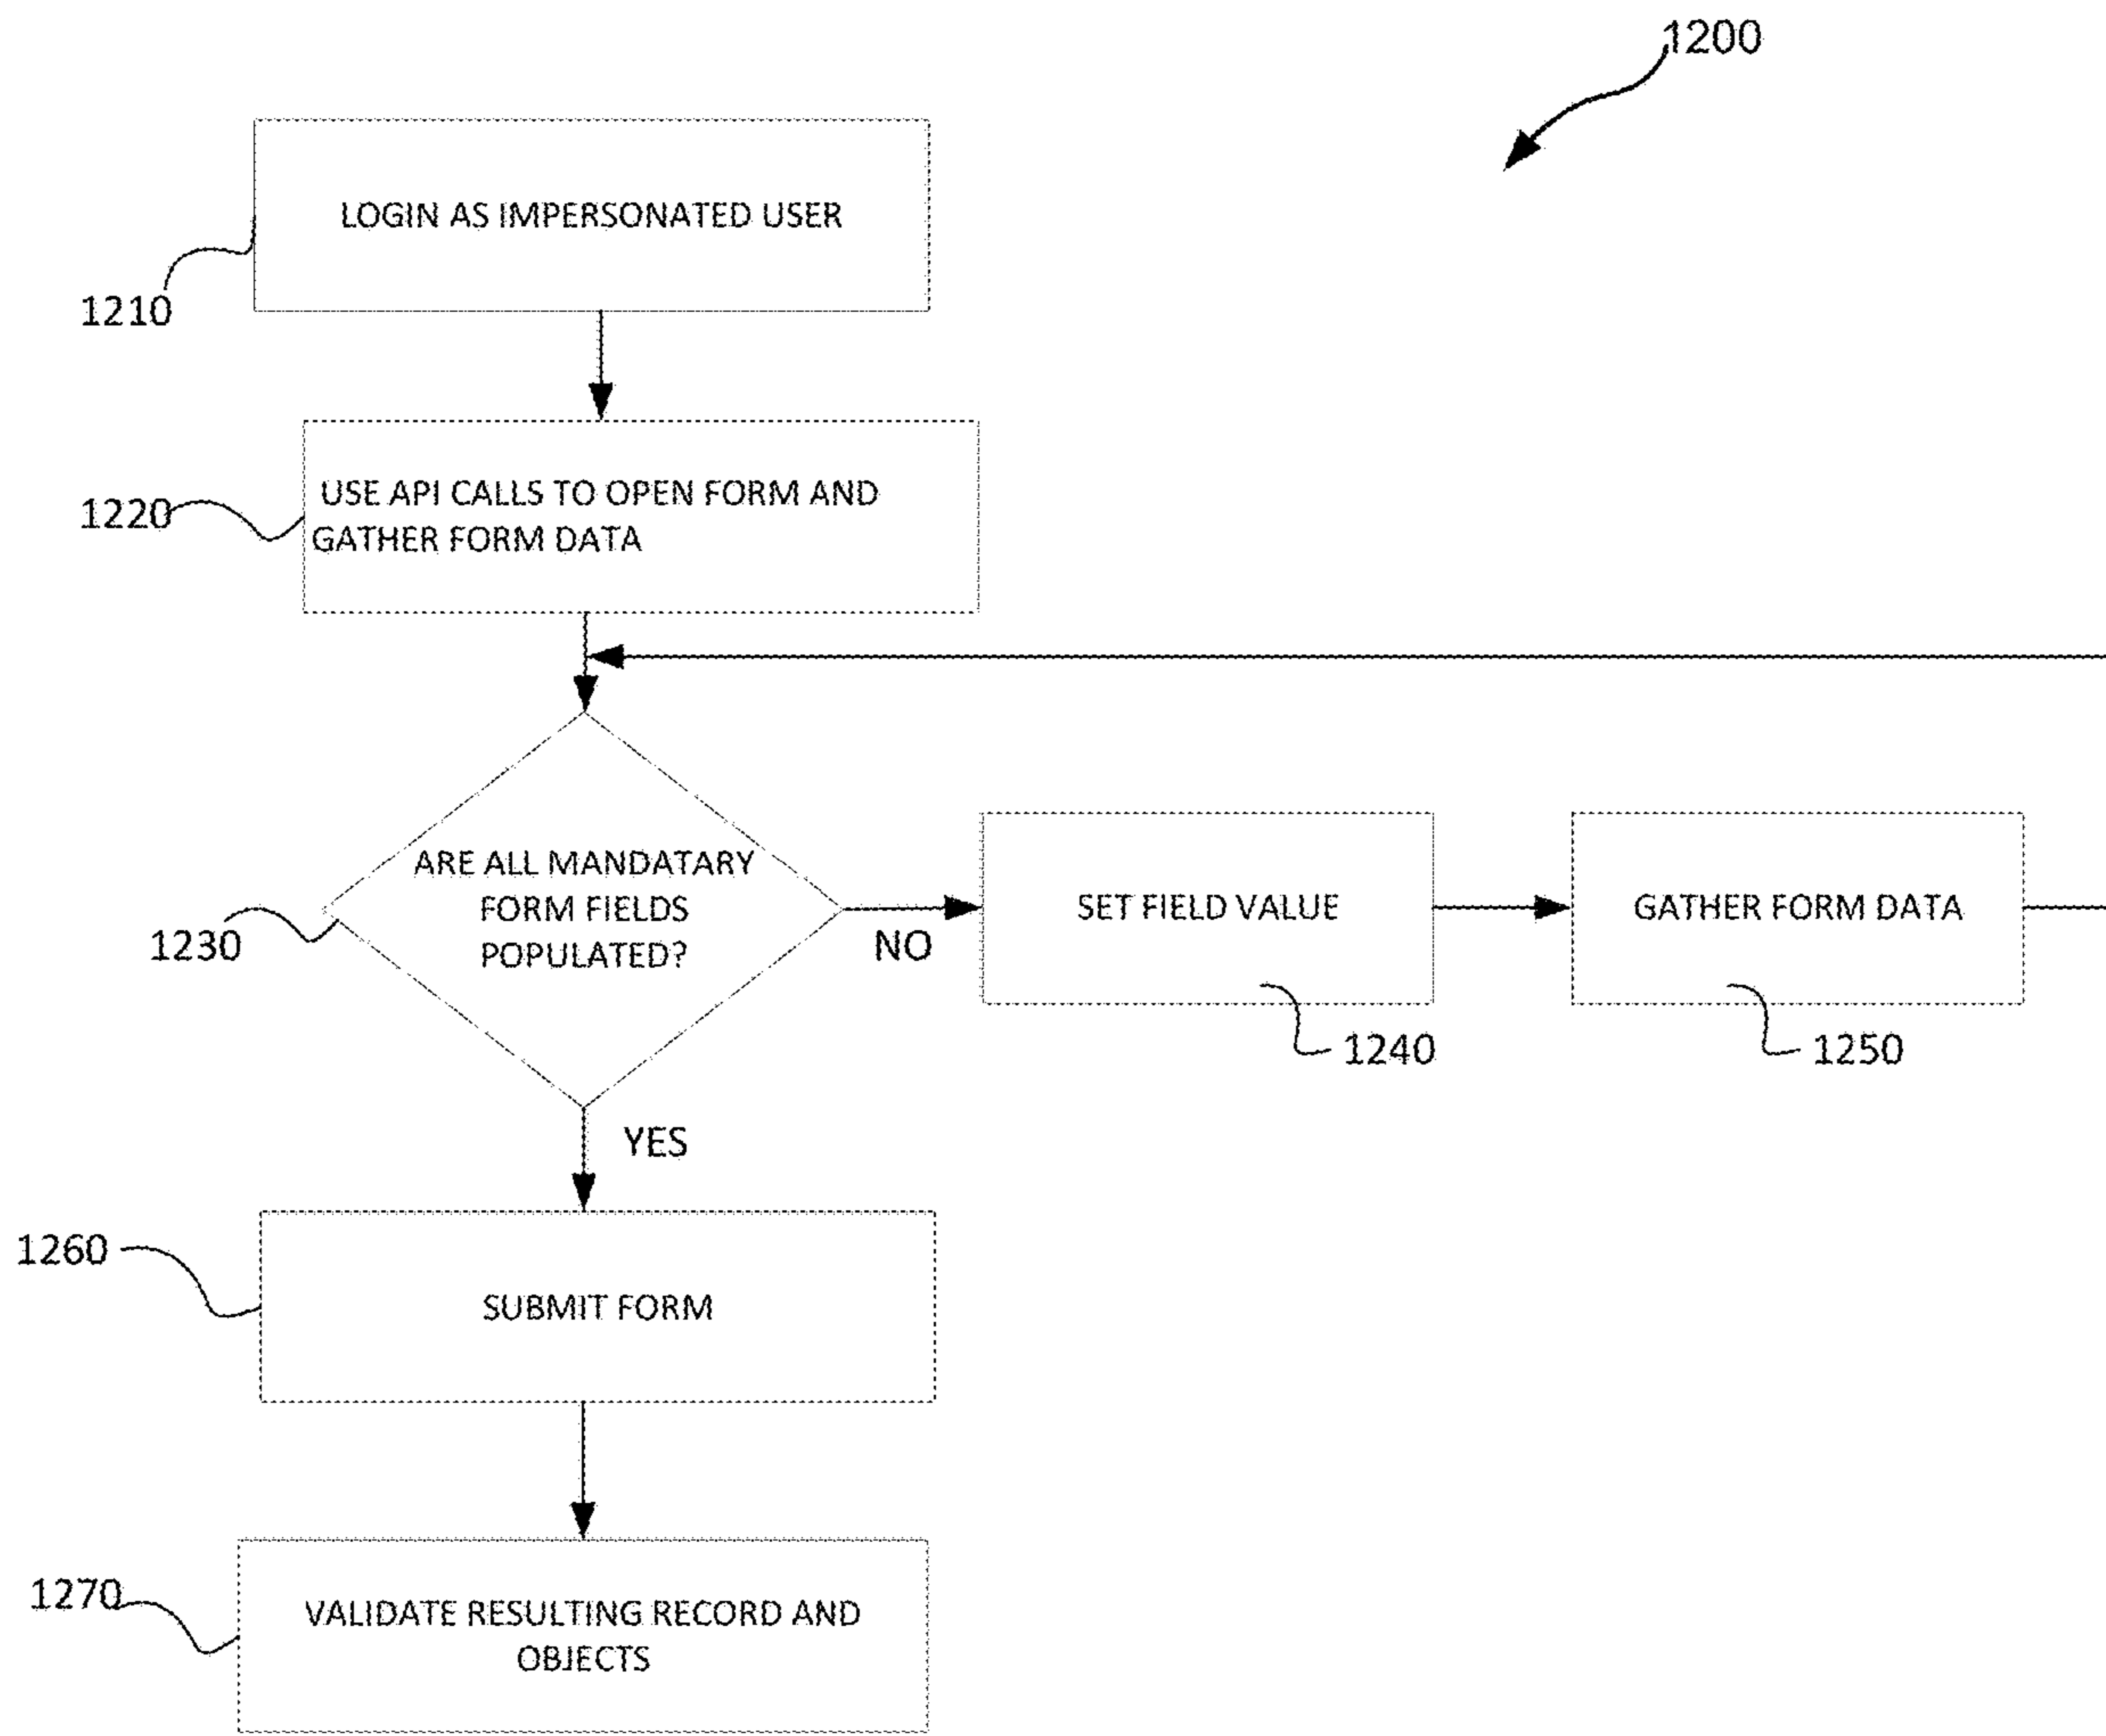 1200
LOGIN AS IMPERSONATED USER
1210
USE API CALLS TO OPEN FORM AND
GATHER FORM DATA
1220
ARE ALL MANDATARY
FORM FIELDS
POPULATED?
1230
NO
SET FIELD VALUE
1240
GATHER FORM DATA
1250
YES
1260
SUBMIT FORM
1270
VALIDATE RESULTING RECORD AND
OBJECTS